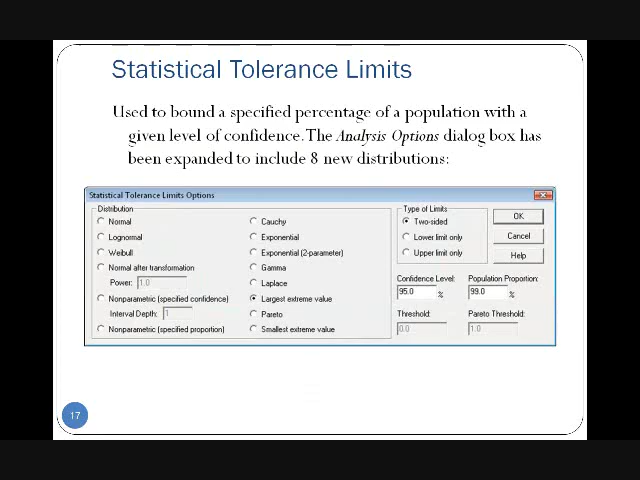 Statistical Tolerance Limits
Used to bound a specified percentage of a population with a
given level of confidence. The Analysis Options dialog box has
been expanded to include 8 new distributions:
Statistical Tolerance Limits Options
Distribution
Normal
Lognormal
Weibull
Normal after transformation
Power: 1.0
Nonparametric (specified confidence)
Interval Depth: 1
Nonparametric (specified proportion)
Cauchy
Exponential
Exponential (2-parameter)
Gamma
Laplace
Largest extreme value
Pareto
Smallest extreme value
Type of Limits
Two-sided
Lower limit only
Upper limit only
OK
Cancel
Help
Confidence Level:
95.0 %
Population Proportion:
99.0 %
Threshold:
0.0
Pareto Threshold:
1.0
17